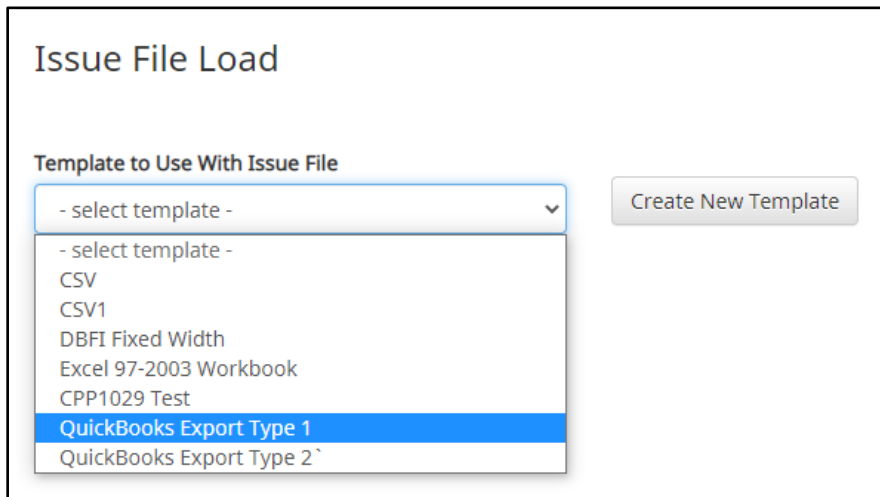 Issue File Load
Template to Use With Issue File
- select template -
Create New Template
- select template -
CSV
CSV1
DBFI Fixed Width
Excel 97-2003 Workbook
CPP1029 Test
QuickBooks Export Type 1
QuickBooks Export Type 2`